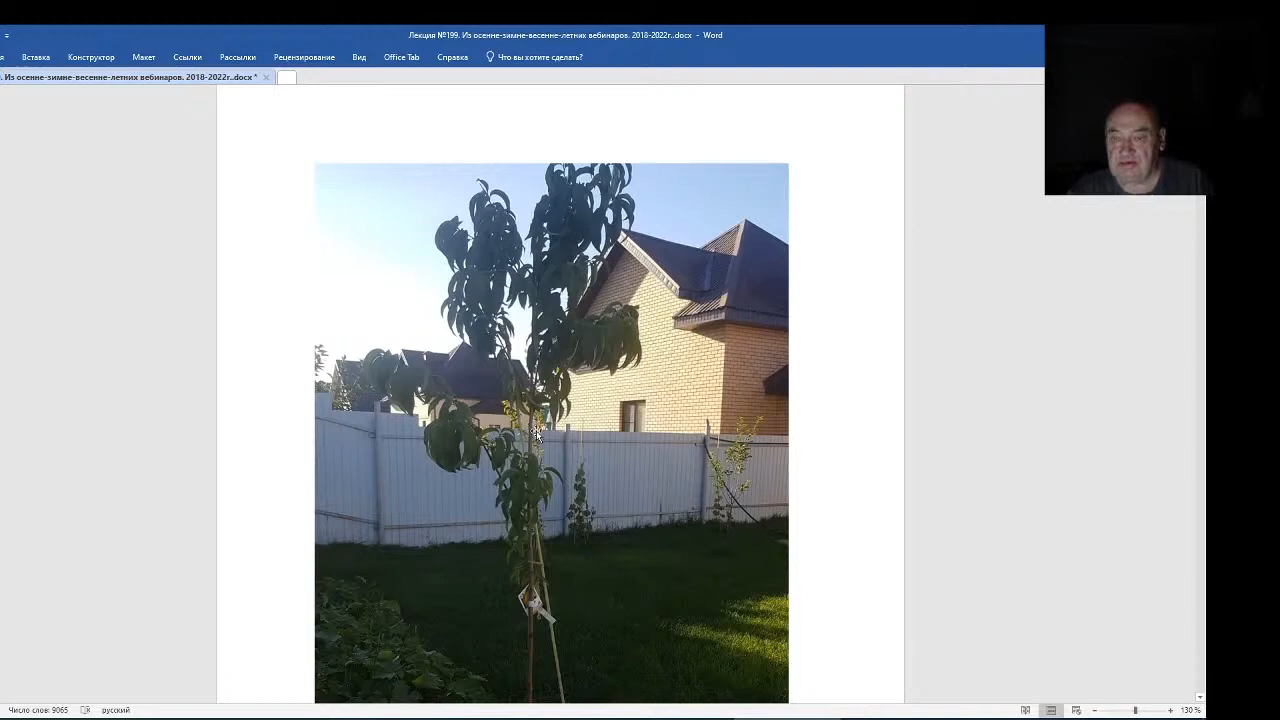 Лекция №199. Из осенне-зимне-весенне-летних вебинаров. 2018-2022г..docx - Word
Вставка Конструктор Макет Ссылки Рассылки Рецензирование Вид Office Tab Справка Что вы хотите сделать?
. Из осенне-зимне-весенне-летних вебинаров. 2018-2022г..docx *
Число слов: 9065 русский 130 %